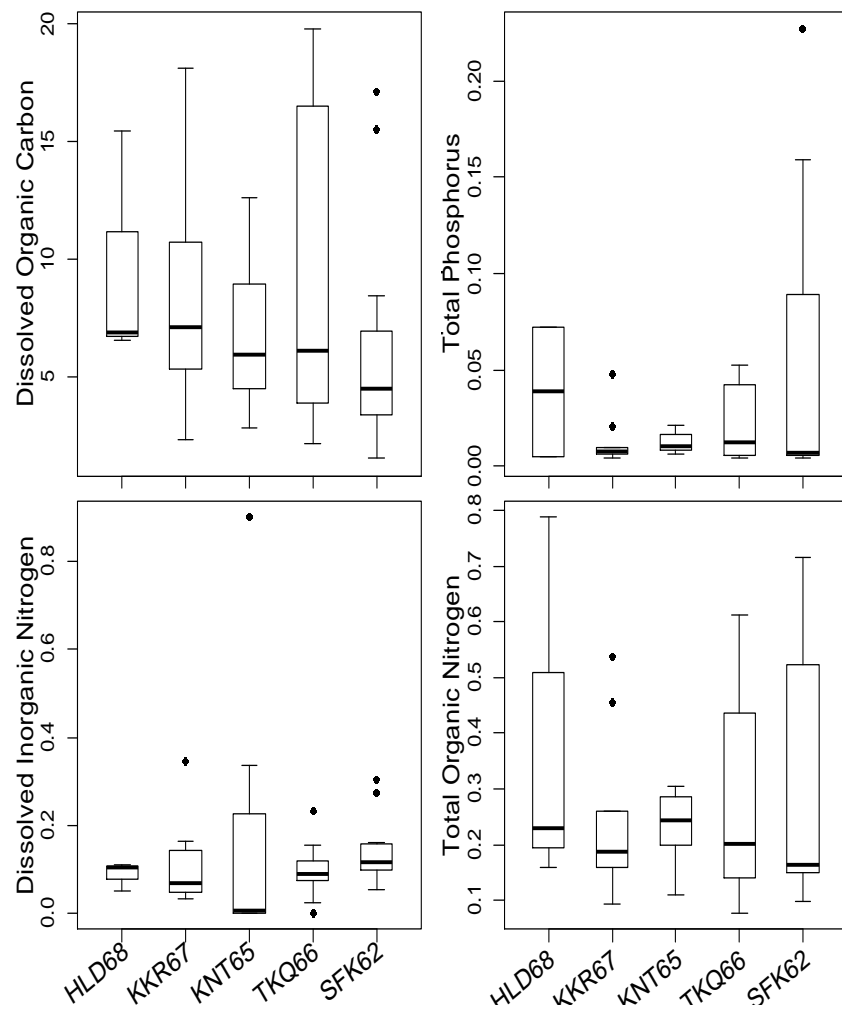 Dissolved Organic Carbon
20
15
10
5
Total Phosphorus
0.20
0.15
0.10
0.05
0.00
Dissolved Inorganic Nitrogen
0.8
0.6
0.4
0.2
0.0
Total Organic Nitrogen
0.8
0.7
0.6
0.5
0.4
0.3
0.2
0.1
HLD68
KKR67
KNT65
TKQ66
SFK62
HLD68
KKR67
KNT65
TKQ66
SFK62